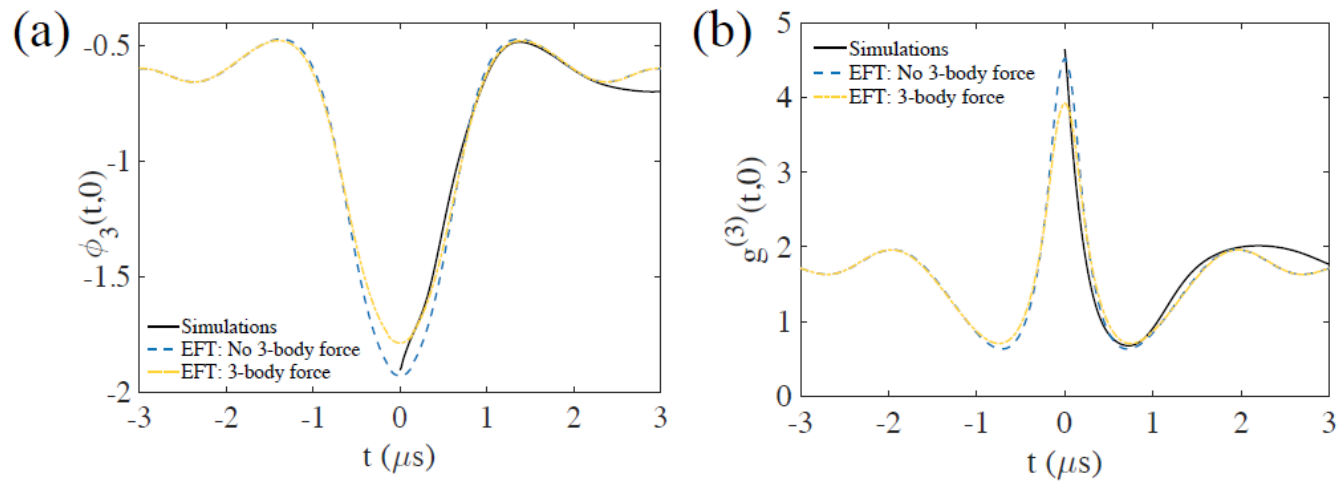 (a)
-0.5
-1
-1.5
-2
ϕ3(t,0)
Simulations
EFT: No 3-body force
EFT: 3-body force
-3 -2 -1 0 1 2 3
t (μs)
(b)
5
4
3
2
1
0
g(3)(t,0)
Simulations
EFT: No 3-body force
EFT: 3-body force
-3 -2 -1 0 1 2 3
t (μs)